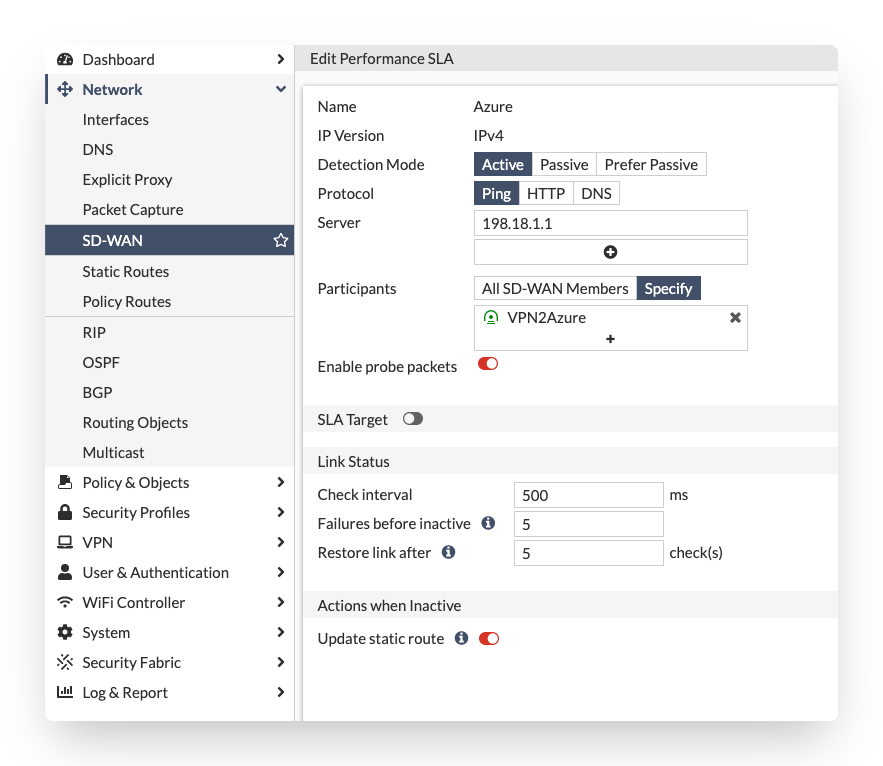 Dashboard
Network
Interfaces
DNS
Explicit Proxy
Packet Capture
SD-WAN
Static Routes
Policy Routes
RIP
OSPF
BGP
Routing Objects
Multicast
Policy & Objects
Security Profiles
VPN
User & Authentication
WiFi Controller
System
Security Fabric
Log & Report
Edit Performance SLA
Name Azure
IP Version IPv4
Detection Mode Active Passive Prefer Passive
Protocol Ping HTTP DNS
Server 198.18.1.1
Participants All SD-WAN Members Specify
VPN2Azure
Enable probe packets
SLA Target
Link Status
Check interval 500 ms
Failures before inactive 5
Restore link after 5 check(s)
Actions when Inactive
Update static route